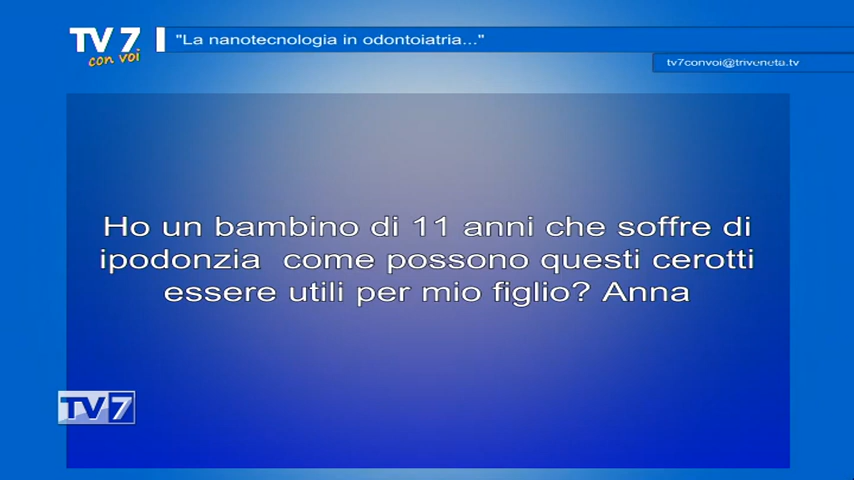 TV7
con voi
"La nanotecnologia in odontoiatria..."
tv7convoi@triveneta.tv
Ho un bambino di 11 anni che soffre di
ipodonzia come possono questi cerotti
essere utili per mio figlio? Anna
TV7